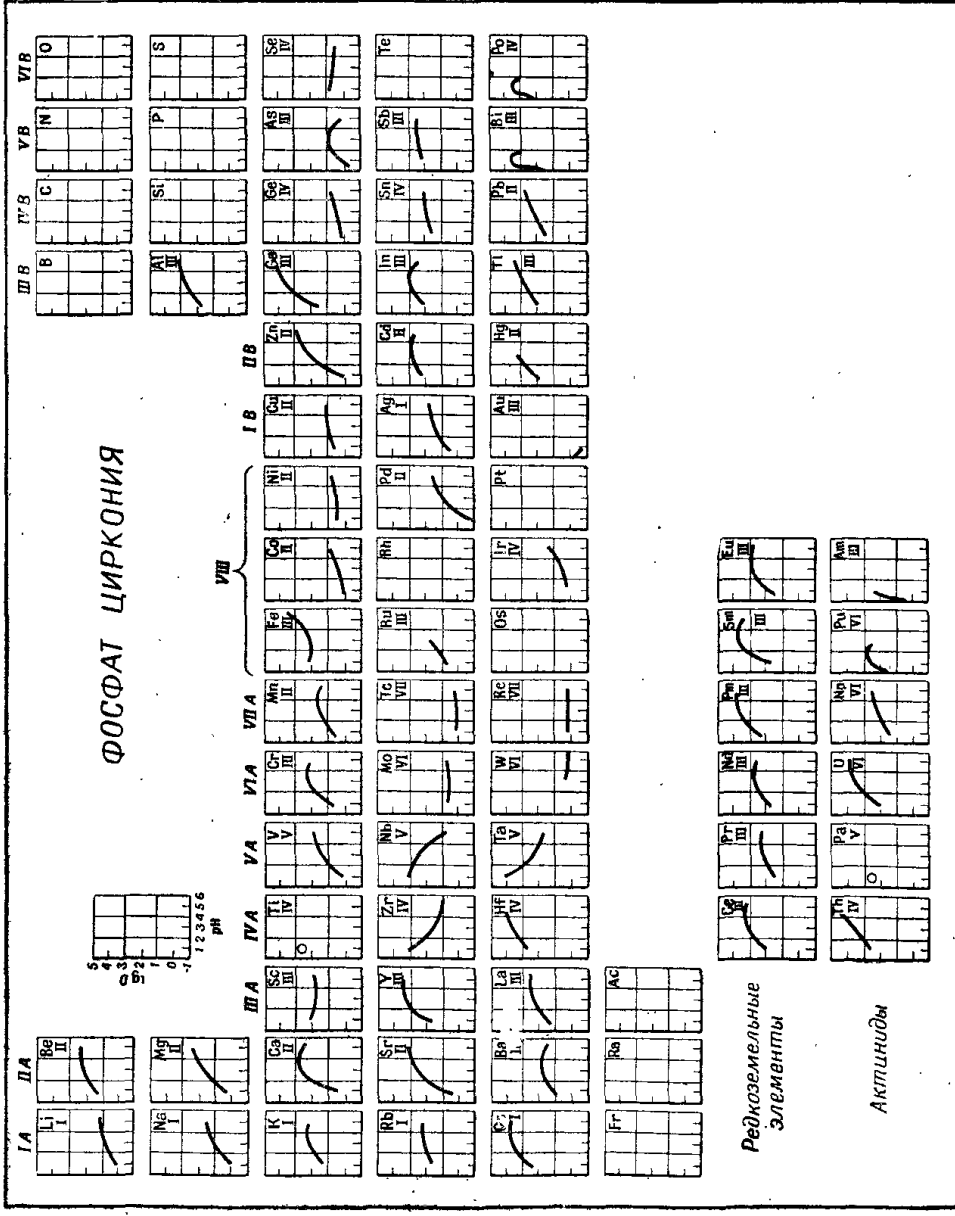 ФОСФАТ ЦИРКОНИЯ
I A II A III A IV A V A VI A VII A VIII I B II B III B IV B V B VI B
lg D
5
4
3
2
1
0
-1
1 2 3 4 5 6
pH
Li I
Be II
B
C
N
O
Na I
Mg II
Al III
Si
P
S
K I
Ca II
Sc III
Ti IV
V V
Cr III
Mn II
Fe III
Co II
Ni II
Cu II
Zn II
Ge IV
As III
Se IV
Rb I
Sr II
Y III
Zr IV
Nb V
Mo VI
Tc VII
Ru III
Rh
Pd II
Ag I
Cd II
In III
Sn IV
Sb III
Te
Ba
La III
Hf IV
Ta V
W VI
Re VII
Os
Ir IV
Pt
Au III
Hg II
Tl III
Pb II
Bi III
Po IV
Fr
Ra
Ac
Редкоземельные
элементы
Ce III
Pr III
Nd III
Pm III
Sm III
Eu III
Актиниды
Th IV
Pa V
U VI
Np VI
Pu VI
Am III